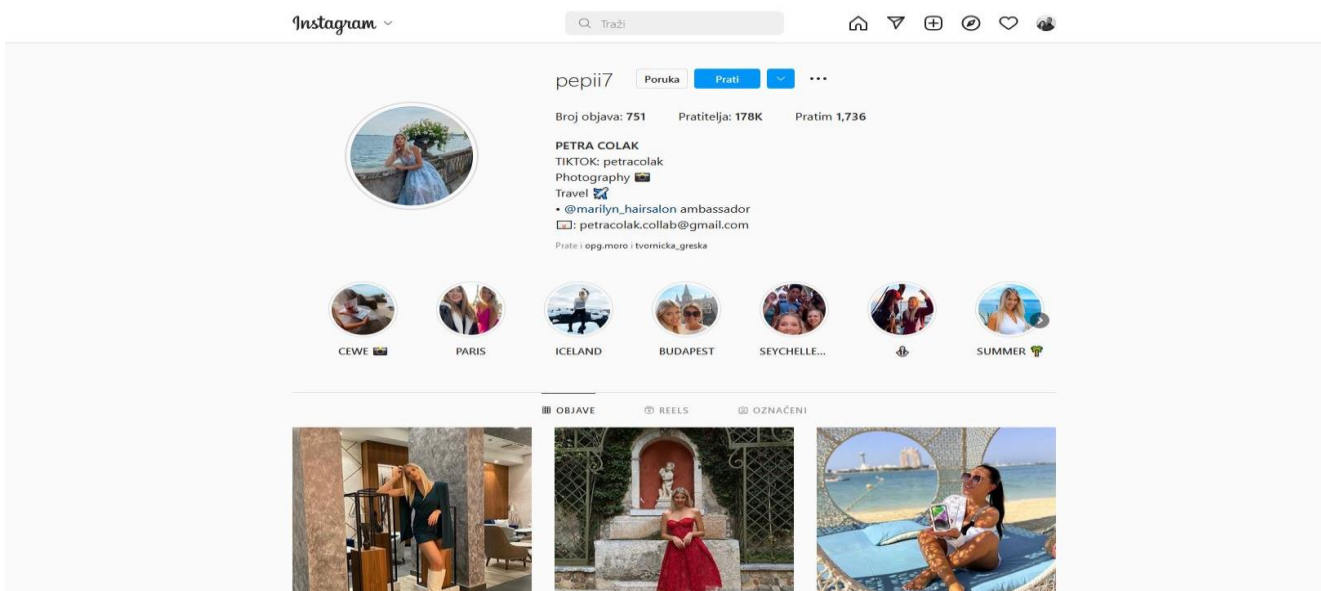 Instagram
Traži
pepii7 Poruka Prati
Broj objava: 751 Pratitelja: 178K Pratim 1,736
PETRA COLAK
TIKTOK: petracolak
Photography 📸
Travel ✈️
• @marilyn_hairsalon ambassador
💌: petracolak.collab@gmail.com
Prate i opg.moro i tvornicka_greska
CEWE 📸 PARIS ICELAND BUDAPEST SEYCHELLE... SUMMER 🌴
OBJAVE REELS OZNAČENI